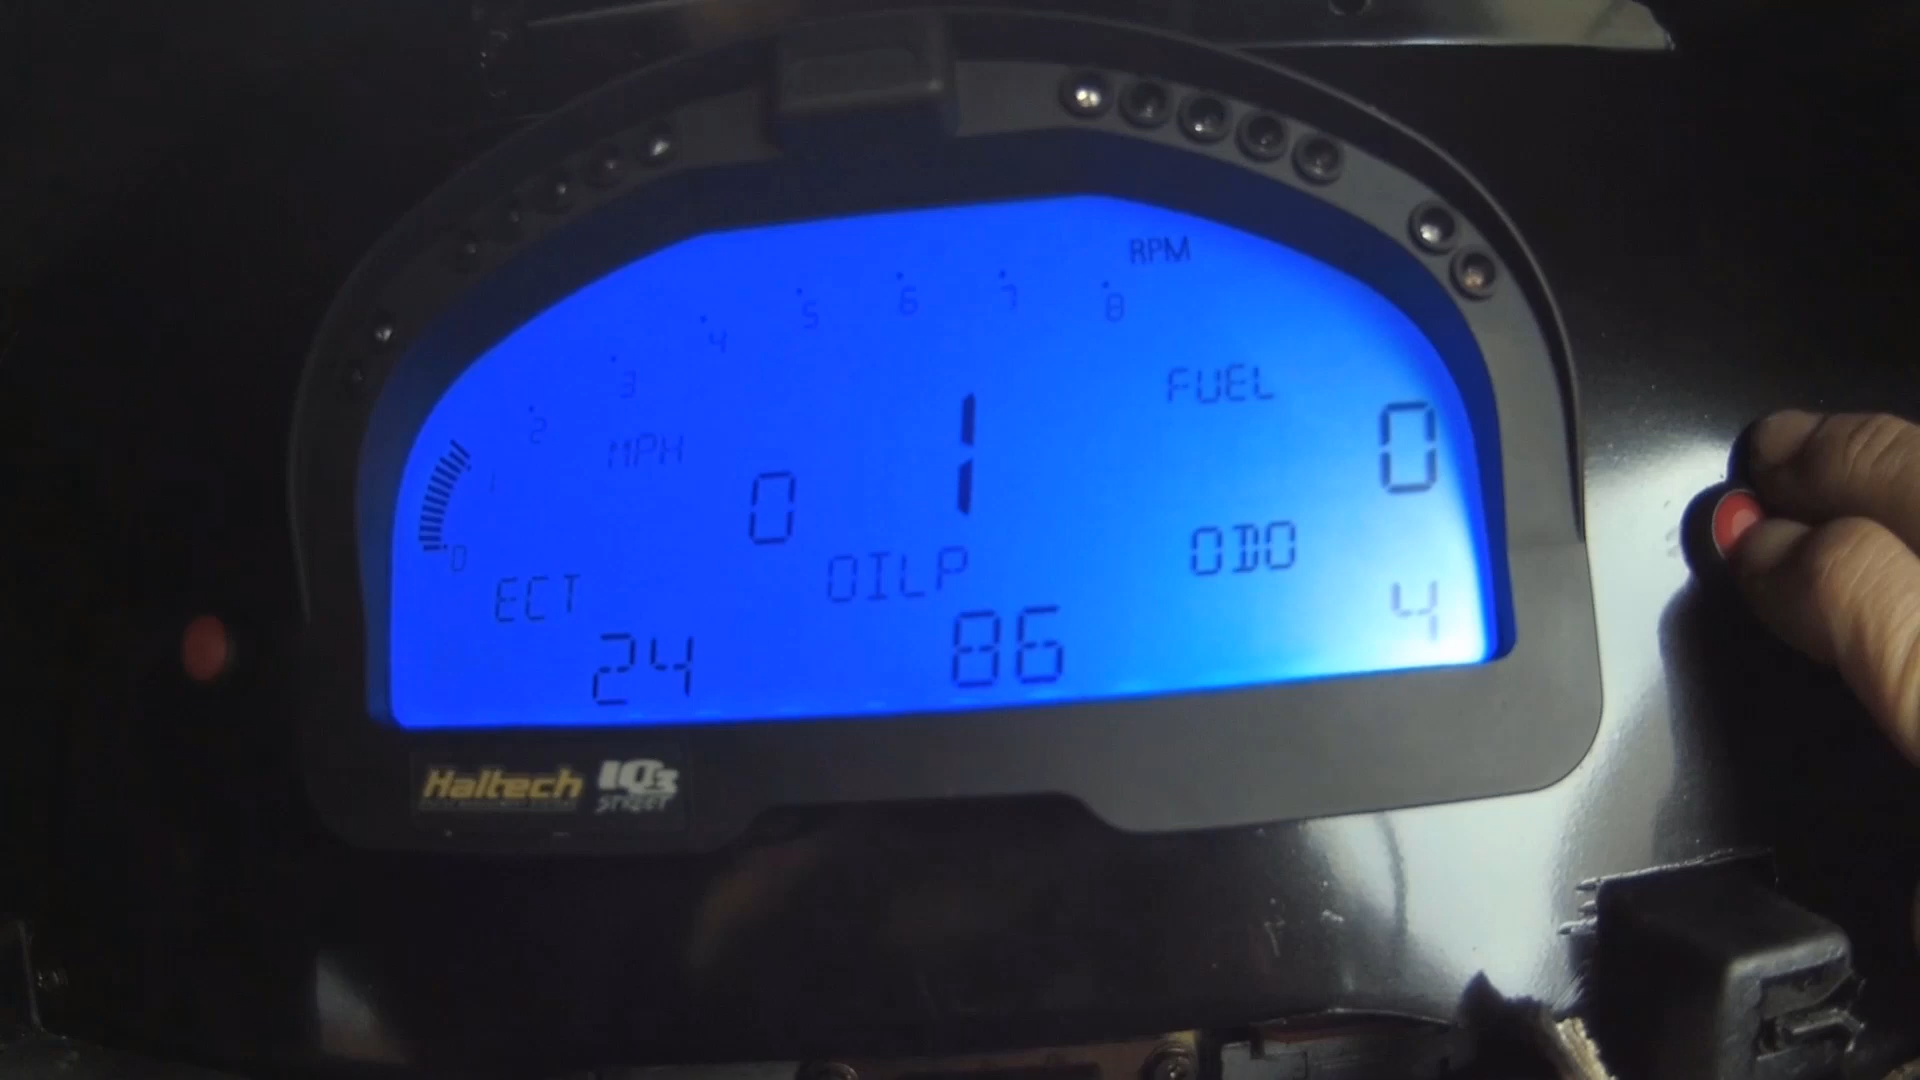 RPM
0 1 2 3 4 5 6 7 8
MPH
0
1
FUEL
0
ECT
24
OILP
86
ODO
4
Haltech IQ3
STREET